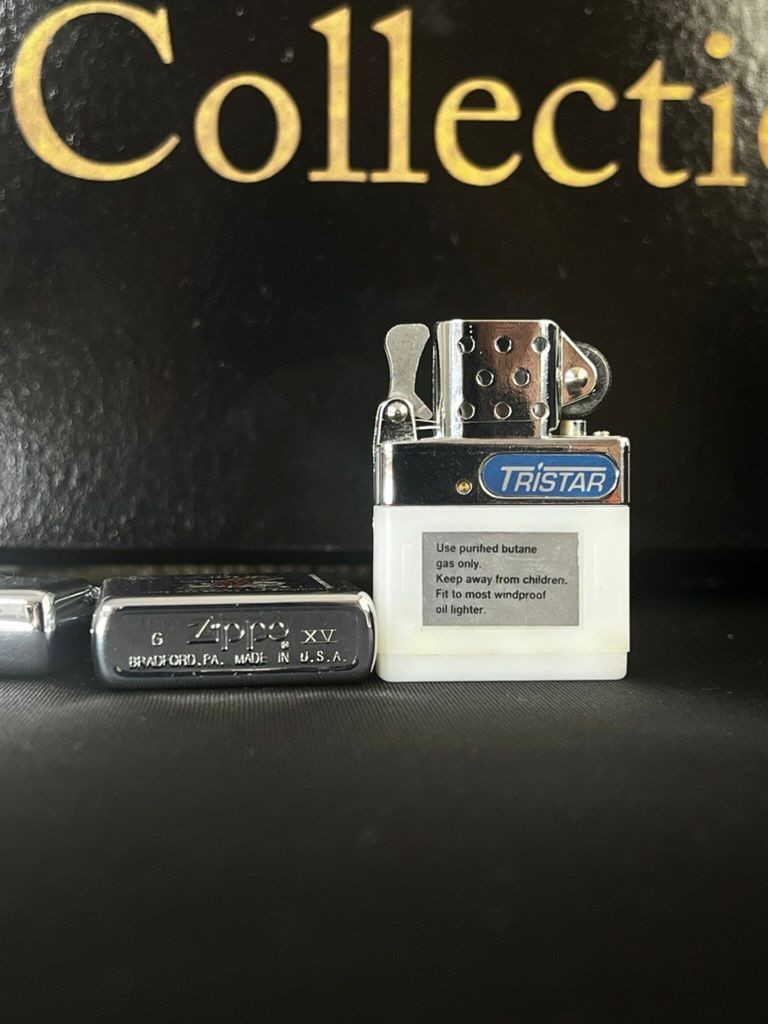 Collecti
TRISTAR
Use purified butane
gas only.
Keep away from children.
Fit to most windproof
oil lighter.
G Zippo ® XV
BRADFORD, PA. MADE IN U.S.A.